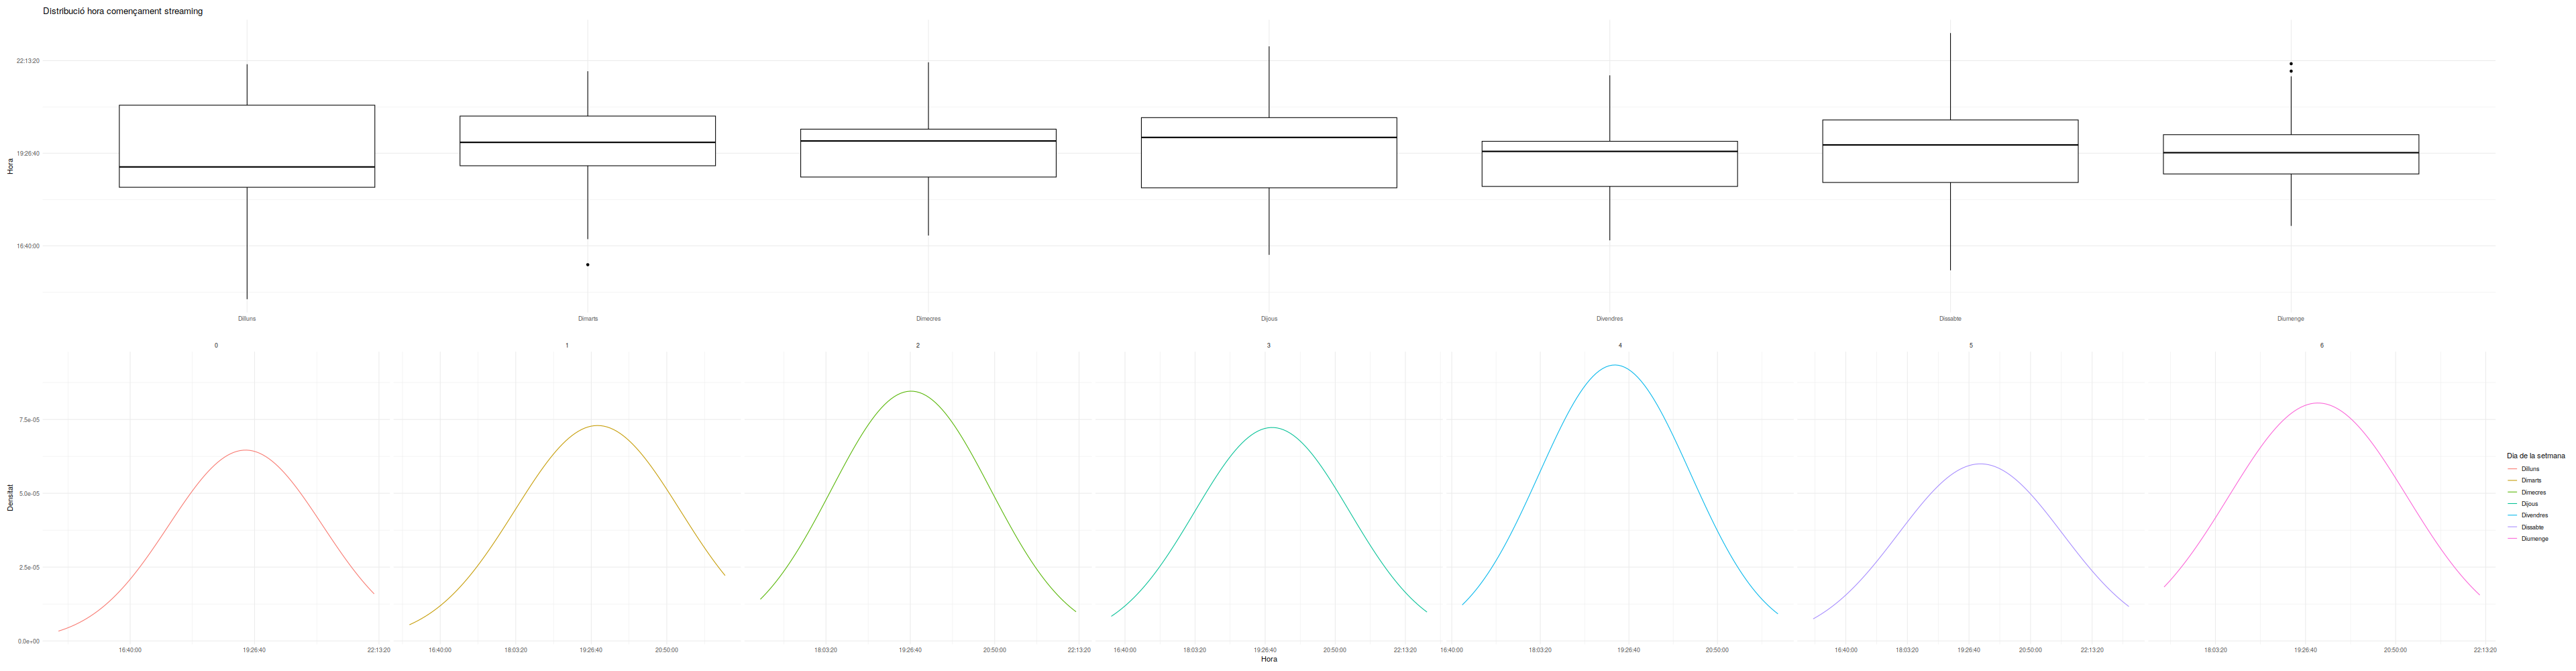 Distribució hora començament streaming
Hora
22:13:20
19:26:40
16:40:00
Dilluns Dimarts Dimecres Dijous Divendres Dissabte Diumenge
0 1 2 3 4 5 6
Densitat
7.5e-05
5.0e-05
2.5e-05
0.0e+00
16:40:00 19:26:40 22:13:20 16:40:00 18:03:20 19:26:40 20:50:00 18:03:20 19:26:40 20:50:00 22:13:20 16:40:00 18:03:20 19:26:40 20:50:00 22:13:20 16:40:00 18:03:20 19:26:40 20:50:00 16:40:00 18:03:20 19:26:40 20:50:00 22:13:20 18:03:20 19:26:40 20:50:00 22:13:20
Hora
Dia de la setmana
Dilluns
Dimarts
Dimecres
Dijous
Divendres
Dissabte
Diumenge